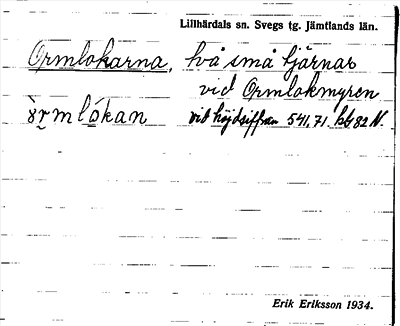 Lillhärdals sn. Svegs tg. Jämtlands län.
Ormlokarna, två små tjärnar
vid Ormlokmyren
vid höjdsiffran 541,71. kbl 82 N.
Erik Eriksson 1934.